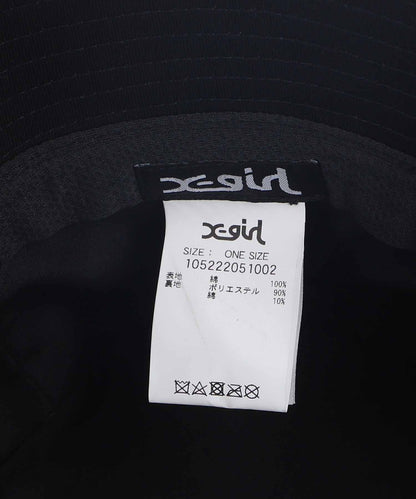 X-girl
X-girl
SIZE : ONE SIZE
105222051002
表地 綿 100%
裏地 ポリエステル 90%
綿 10%